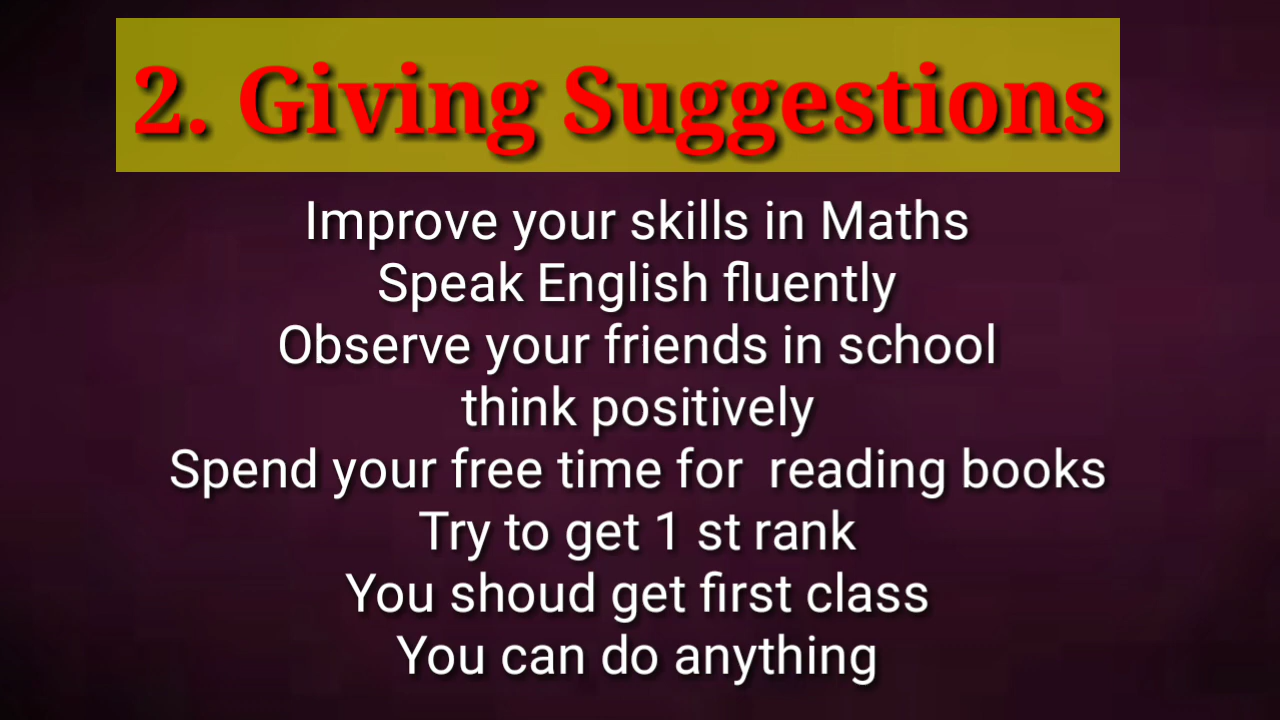 2. Giving Suggestions
Improve your skills in Maths
Speak English fluently
Observe your friends in school
think positively
Spend your free time for  reading books
Try to get 1 st rank
You shoud get first class
You can do anything